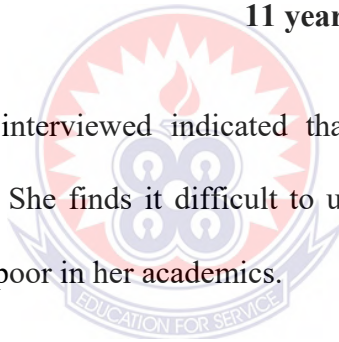 11 year
interviewed indicated tha
She finds it difficult to u
poor in her academics.
EDUCATION FOR SERVICE